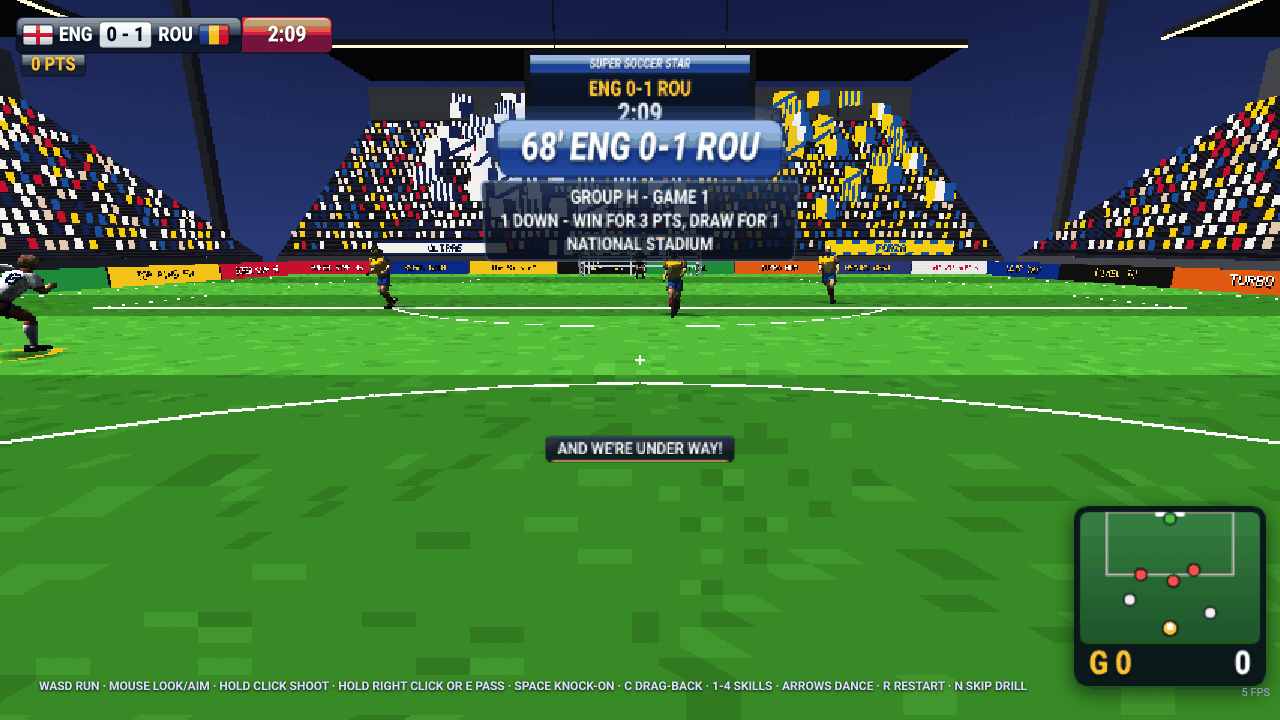 ENG 0 - 1 ROU 2:09
0 PTS
SUPER SOCCER STAR
ENG 0-1 ROU
2:09
68' ENG 0-1 ROU
GROUP H - GAME 1
1 DOWN - WIN FOR 3 PTS, DRAW FOR 1
NATIONAL STADIUM
ULTRAS
FORZA
TURBO
AND WE'RE UNDER WAY!
G 0 0
WASD RUN · MOUSE LOOK/AIM · HOLD CLICK SHOOT · HOLD RIGHT CLICK OR E PASS · SPACE KNOCK-ON · C DRAG-BACK · 1-4 SKILLS · ARROWS DANCE · R RESTART · N SKIP DRILL
5 FPS